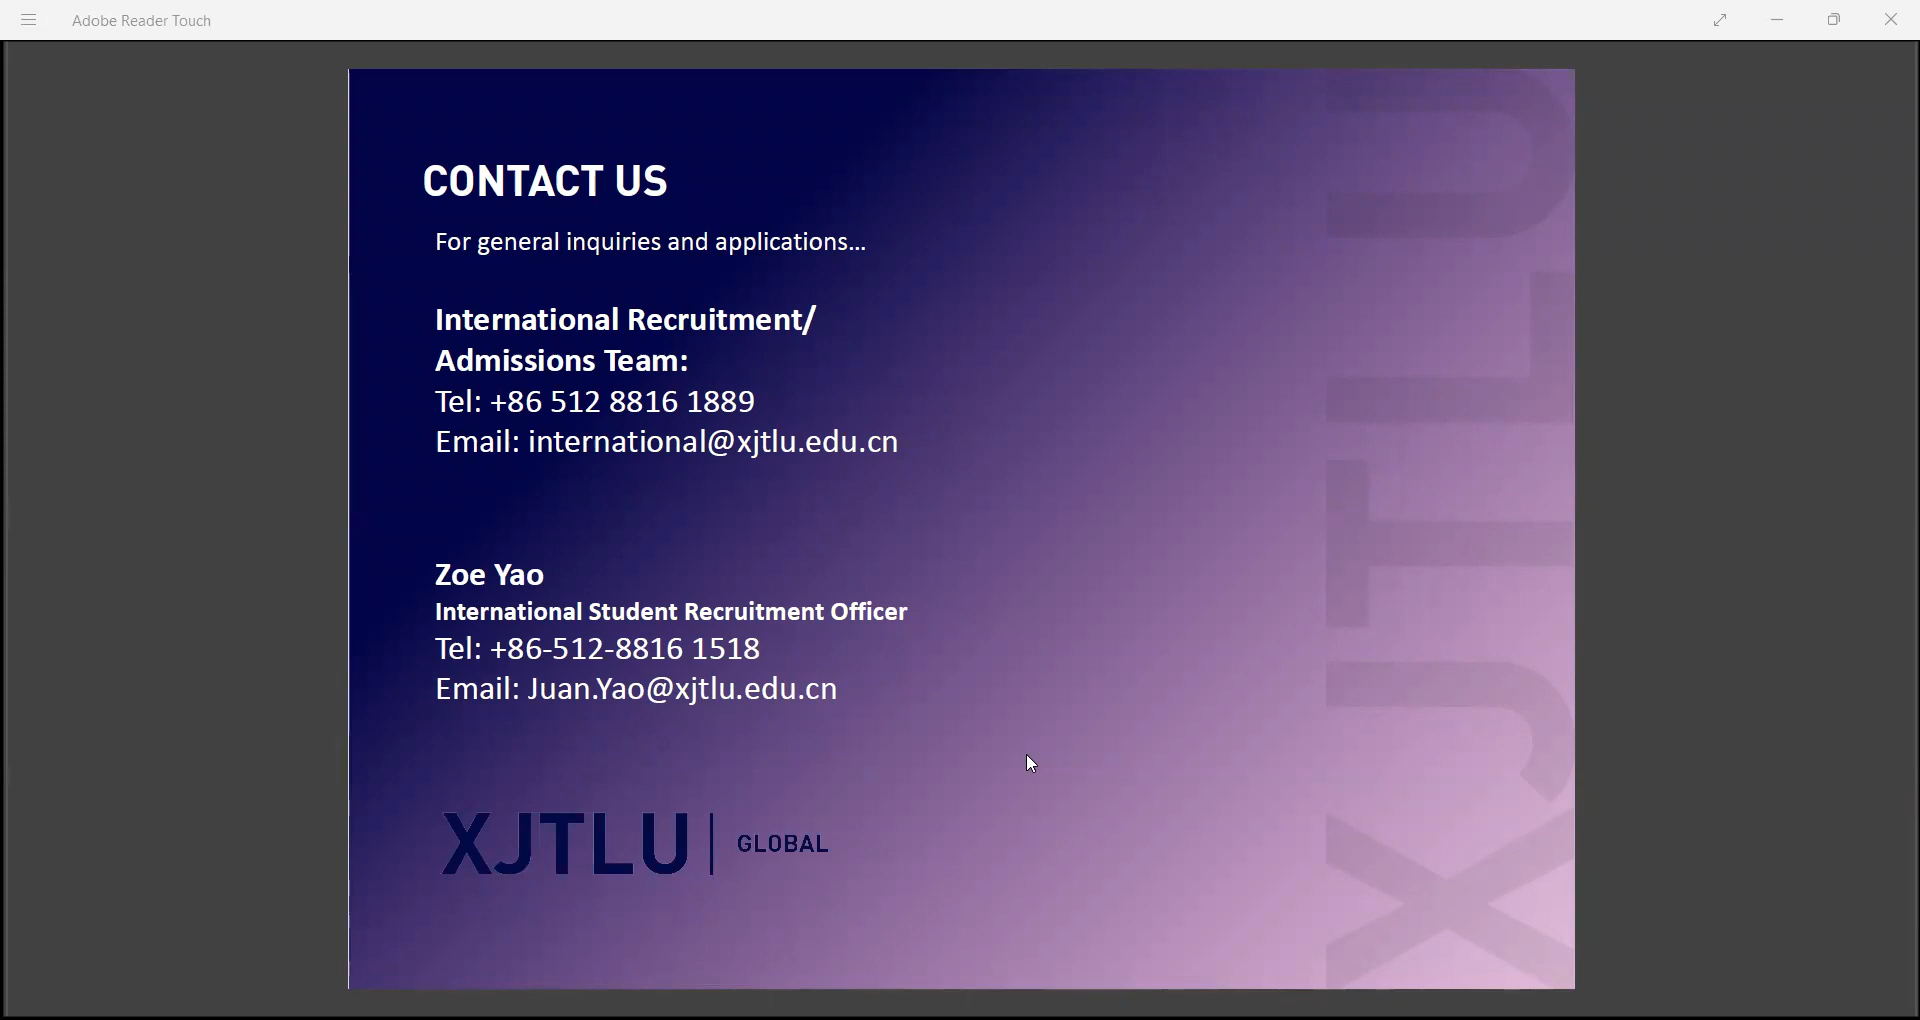 Adobe Reader Touch
CONTACT US
For general inquiries and applications...
International Recruitment/
Admissions Team:
Tel: +86 512 8816 1889
Email: international@xjtlu.edu.cn
Zoe Yao
International Student Recruitment Officer
Tel: +86-512-8816 1518
Email: Juan.Yao@xjtlu.edu.cn
XJTLU | GLOBAL
XJTLU